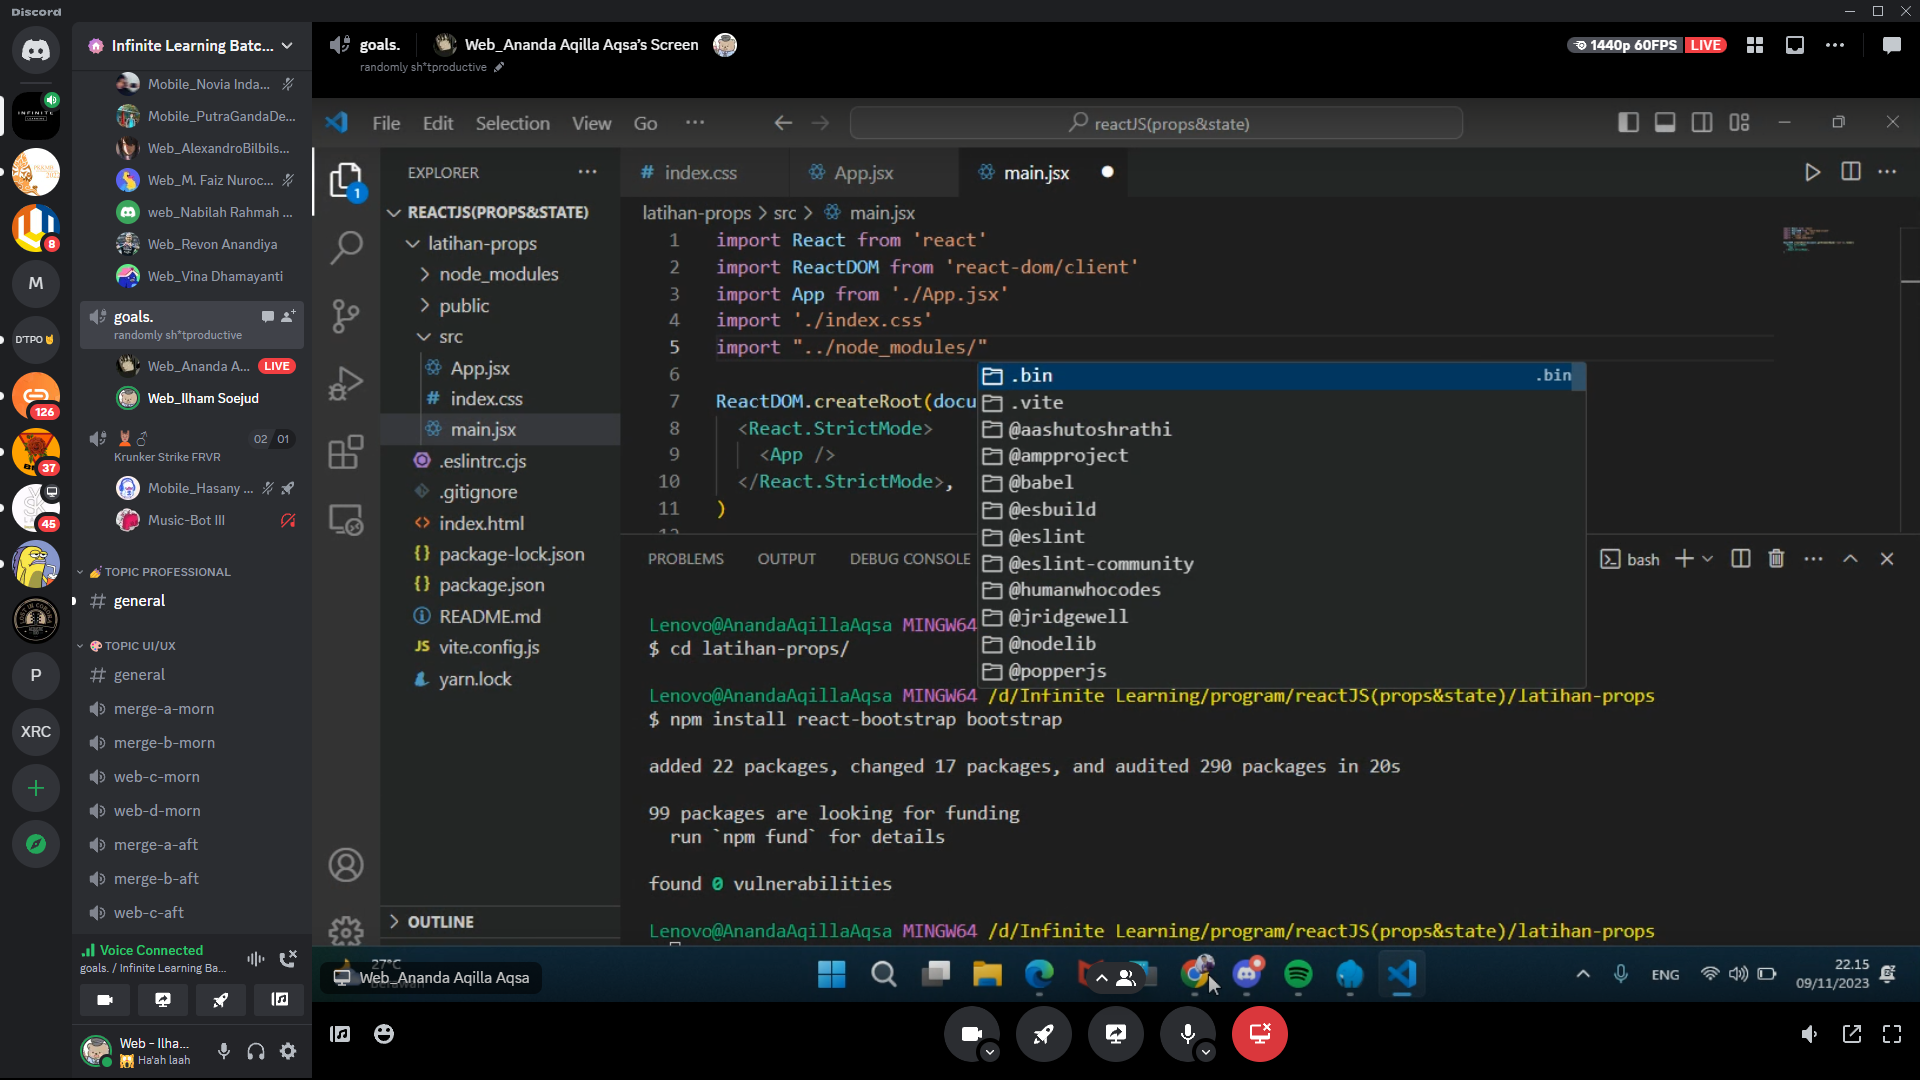 Discord
Infinite Learning Batc...
Mobile_Novia Inda...
Mobile_PutraGandaDe...
Web_AlexandroBilbils...
Web_M. Faiz Nuroc...
web_Nabilah Rahmah ...
Web_Revon Anandiya
Web_Vina Dhamayanti
goals.
randomly sh*tproductive
Web_Ananda A... LIVE
Web_Ilham Soejud
02 01
Krunker Strike FRVR
Mobile_Hasany ...
Music-Bot III
TOPIC PROFESSIONAL
general
TOPIC UI/UX
general
merge-a-morn
merge-b-morn
web-c-morn
web-d-morn
merge-a-aft
merge-b-aft
web-c-aft
Voice Connected
goals. / Infinite Learning Ba...
Web - Ilha...
Ha'ah laah
INFINITE
8
M
D'TPO
126
37
45
P
XRC
goals.
Web_Ananda Aqilla Aqsa's Screen
randomly sh*tproductive
1440p 60FPS LIVE
File Edit Selection View Go ...
reactJS(props&state)
1
EXPLORER
REACTJS(PROPS&STATE)
latihan-props
node_modules
public
src
App.jsx
index.css
main.jsx
.eslintrc.cjs
.gitignore
index.html
package-lock.json
package.json
README.md
vite.config.js
yarn.lock
OUTLINE
index.css App.jsx main.jsx
latihan-props > src > main.jsx
1 import React from 'react'
2 import ReactDOM from 'react-dom/client'
3 import App from './App.jsx'
4 import './index.css'
5 import "../node_modules/"
6
7 ReactDOM.createRoot(docu
8 <React.StrictMode>
9 <App />
10 </React.StrictMode>,
11 )
12
.bin .bin
.vite
@aashutoshrathi
@ampproject
@babel
@esbuild
@eslint
@eslint-community
@humanwhocodes
@jridgewell
@nodelib
@popperjs
PROBLEMS OUTPUT DEBUG CONSOLE
bash
Lenovo@AnandaAqillaAqsa MINGW64
$ cd latihan-props/
Lenovo@AnandaAqillaAqsa MINGW64 /d/Infinite Learning/program/reactJS(props&state)/latihan-props
$ npm install react-bootstrap bootstrap
added 22 packages, changed 17 packages, and audited 290 packages in 20s
99 packages are looking for funding
run `npm fund` for details
found 0 vulnerabilities
Lenovo@AnandaAqillaAqsa MINGW64 /d/Infinite Learning/program/reactJS(props&state)/latihan-props
27°C
Berawan
Web_Ananda Aqilla Aqsa
ENG
22.15
09/11/2023